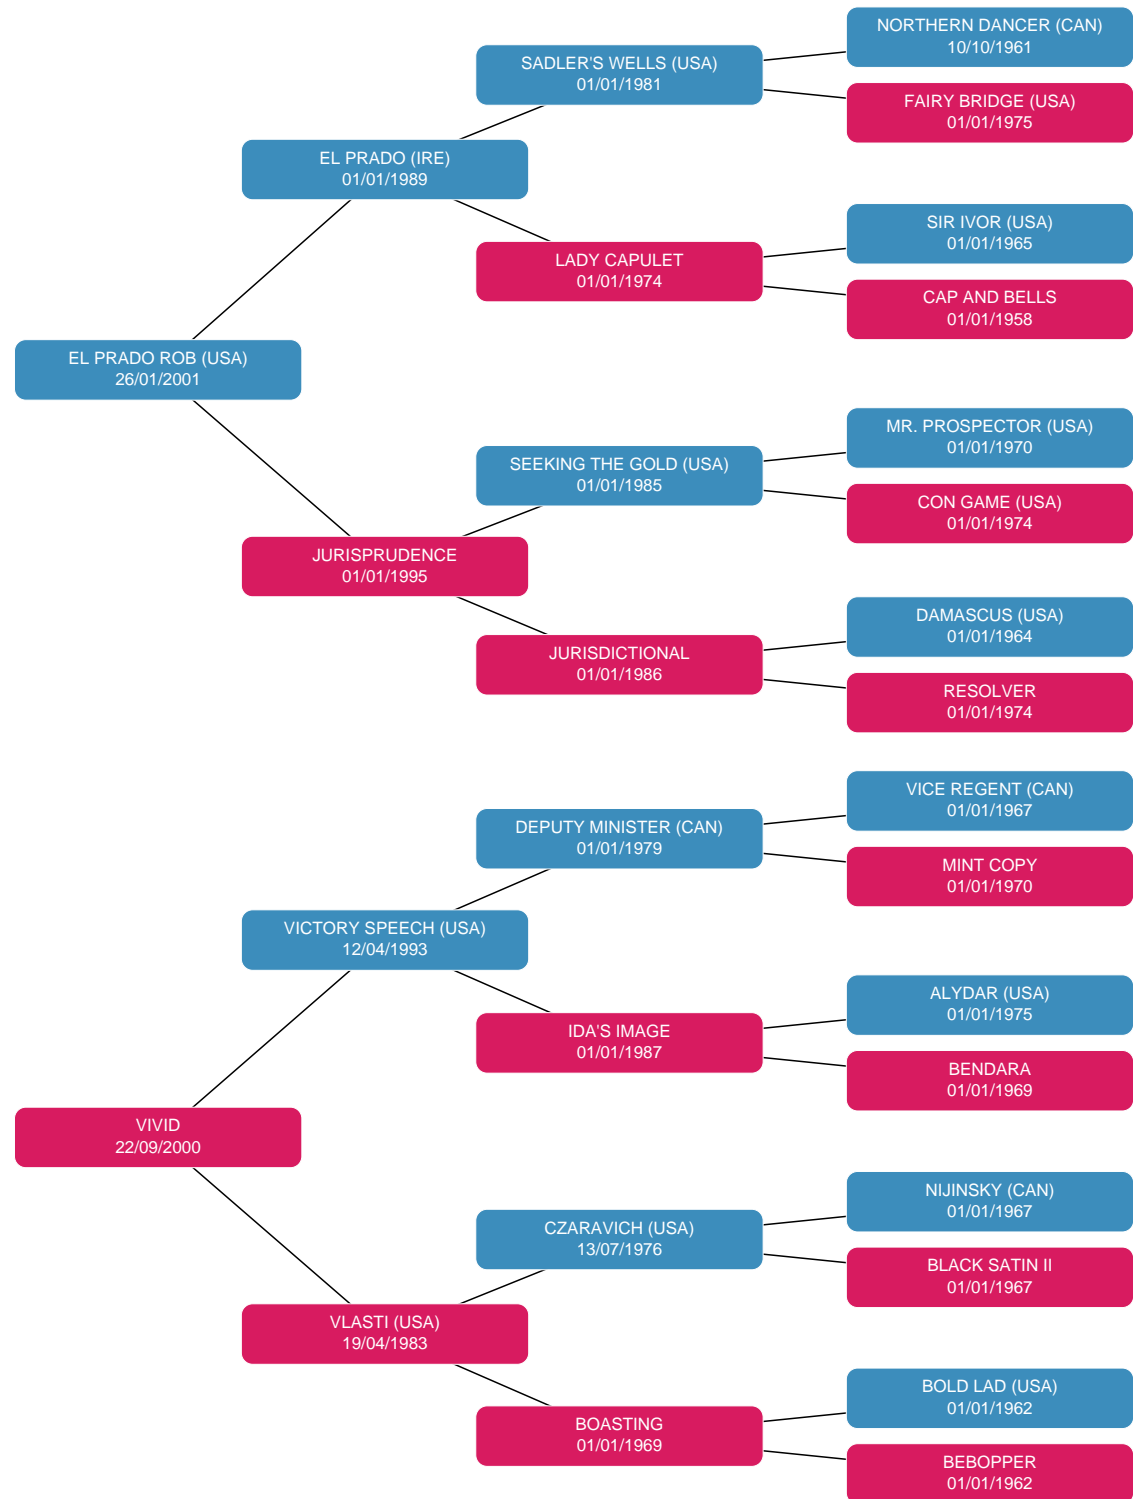 NORTHERN DANCER (CAN)
10/10/1961
SADLER'S WELLS (USA)
01/01/1981
FAIRY BRIDGE (USA)
01/01/1975
EL PRADO (IRE)
01/01/1989
SIR IVOR (USA)
01/01/1965
LADY CAPULET
01/01/1974
CAP AND BELLS
01/01/1958
EL PRADO ROB (USA)
26/01/2001
MR. PROSPECTOR (USA)
01/01/1970
SEEKING THE GOLD (USA)
01/01/1985
CON GAME (USA)
01/01/1974
JURISPRUDENCE
01/01/1995
DAMASCUS (USA)
01/01/1964
JURISDICTIONAL
01/01/1986
RESOLVER
01/01/1974
VICE REGENT (CAN)
01/01/1967
DEPUTY MINISTER (CAN)
01/01/1979
MINT COPY
01/01/1970
VICTORY SPEECH (USA)
12/04/1993
ALYDAR (USA)
01/01/1975
IDA'S IMAGE
01/01/1987
BENDARA
01/01/1969
VIVID
22/09/2000
NIJINSKY (CAN)
01/01/1967
CZARAVICH (USA)
13/07/1976
BLACK SATIN II
01/01/1967
VLASTI (USA)
19/04/1983
BOLD LAD (USA)
01/01/1962
BOASTING
01/01/1969
BEBOPPER
01/01/1962